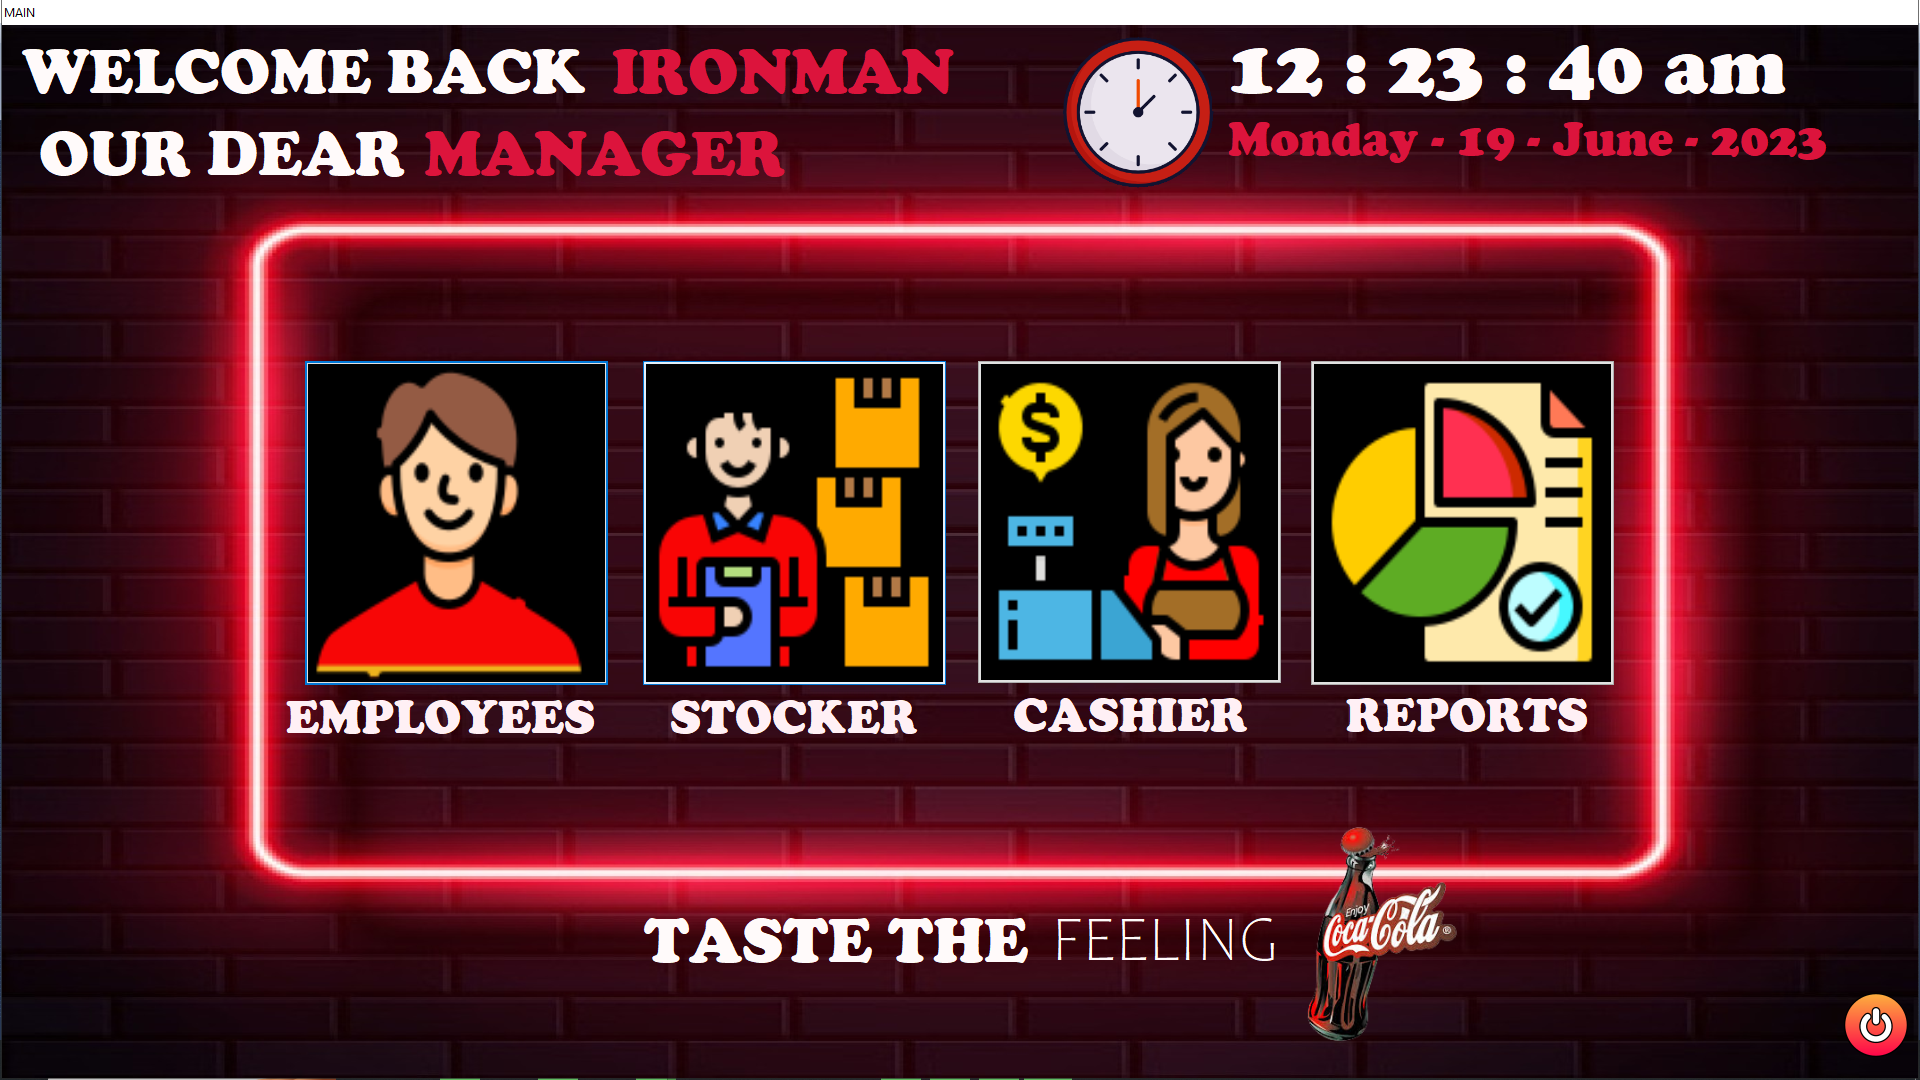 MAIN
WELCOME BACK IRONMAN
OUR DEAR MANAGER
12 : 23 : 40 am
Monday - 19 - June - 2023
$
EMPLOYEES
STOCKER
CASHIER
REPORTS
TASTE THE FEELING
Enjoy
Coca-Cola®